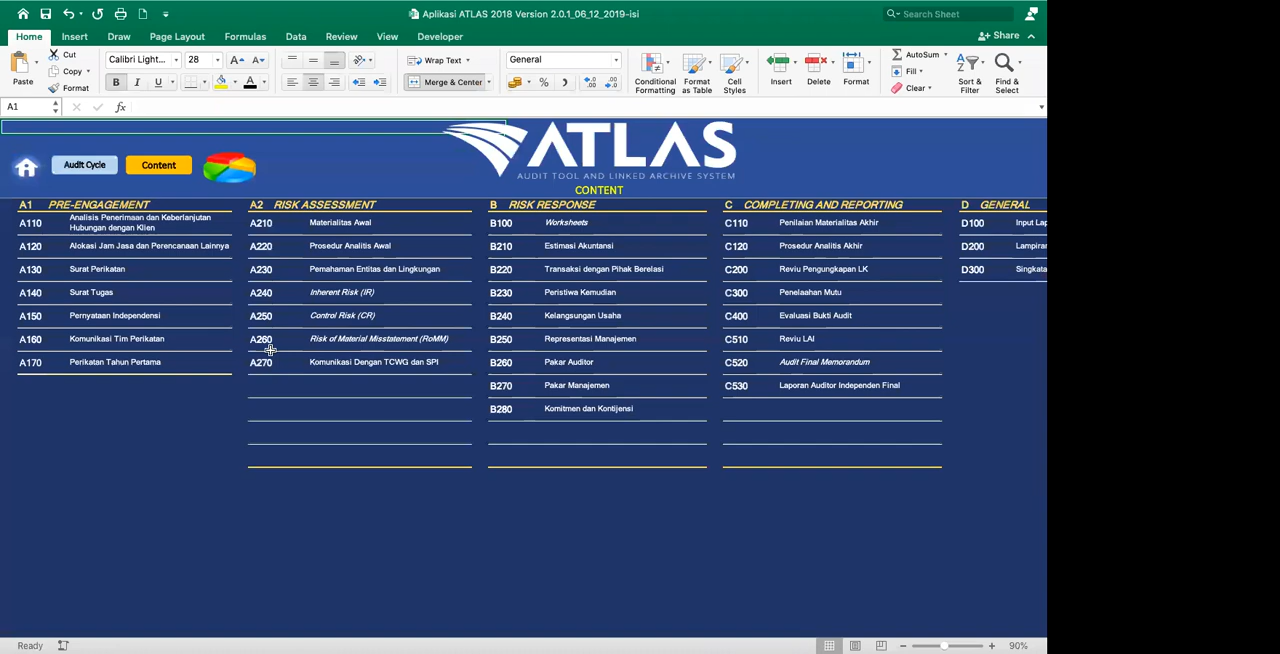 Aplikasi ATLAS 2018 Version 2.0.1_06_12_2019-isi
Search Sheet
Home Insert Draw Page Layout Formulas Data Review View Developer
Share
Paste
Cut
Copy
Format
Calibri Light... 28
B I U
Wrap Text
Merge & Center
General
Conditional Formatting
Format as Table
Cell Styles
Insert
Delete
Format
AutoSum
Fill
Clear
Sort & Filter
Find & Select
A1
fx
Audit Cycle
Content
ATLAS
AUDIT TOOL AND LINKED ARCHIVE SYSTEM
CONTENT
A1 PRE-ENGAGEMENT
A110 Analisis Penerimaan dan Keberlanjutan
Hubungan dengan Klien
A120 Alokasi Jam Jasa dan Perencanaan Lainnya
A130 Surat Perikatan
A140 Surat Tugas
A150 Pernyataan Independensi
A160 Komunikasi Tim Perikatan
A170 Perikatan Tahun Pertama
A2 RISK ASSESSMENT
A210 Materialitas Awal
A220 Prosedur Analitis Awal
A230 Pemahaman Entitas dan Lingkungan
A240 Inherent Risk (IR)
A250 Control Risk (CR)
A260 Risk of Material Misstatement (RoMM)
A270 Komunikasi Dengan TCWG dan SPI
B RISK RESPONSE
B100 Worksheets
B210 Estimasi Akuntansi
B220 Transaksi dengan Pihak Berelasi
B230 Peristiwa Kemudian
B240 Kelangsungan Usaha
B250 Representasi Manajemen
B260 Pakar Auditor
B270 Pakar Manajemen
B280 Komitmen dan Kontijensi
C COMPLETING AND REPORTING
C110 Penilaian Materialitas Akhir
C120 Prosedur Analitis Akhir
C200 Reviu Pengungkapan LK
C300 Penelaahan Mutu
C400 Evaluasi Bukti Audit
C510 Reviu LAI
C520 Audit Final Memorandum
C530 Laporan Auditor Independen Final
D GENERAL
D100 Input Lap
D200 Lampiran
D300 Singkata
Ready
90%